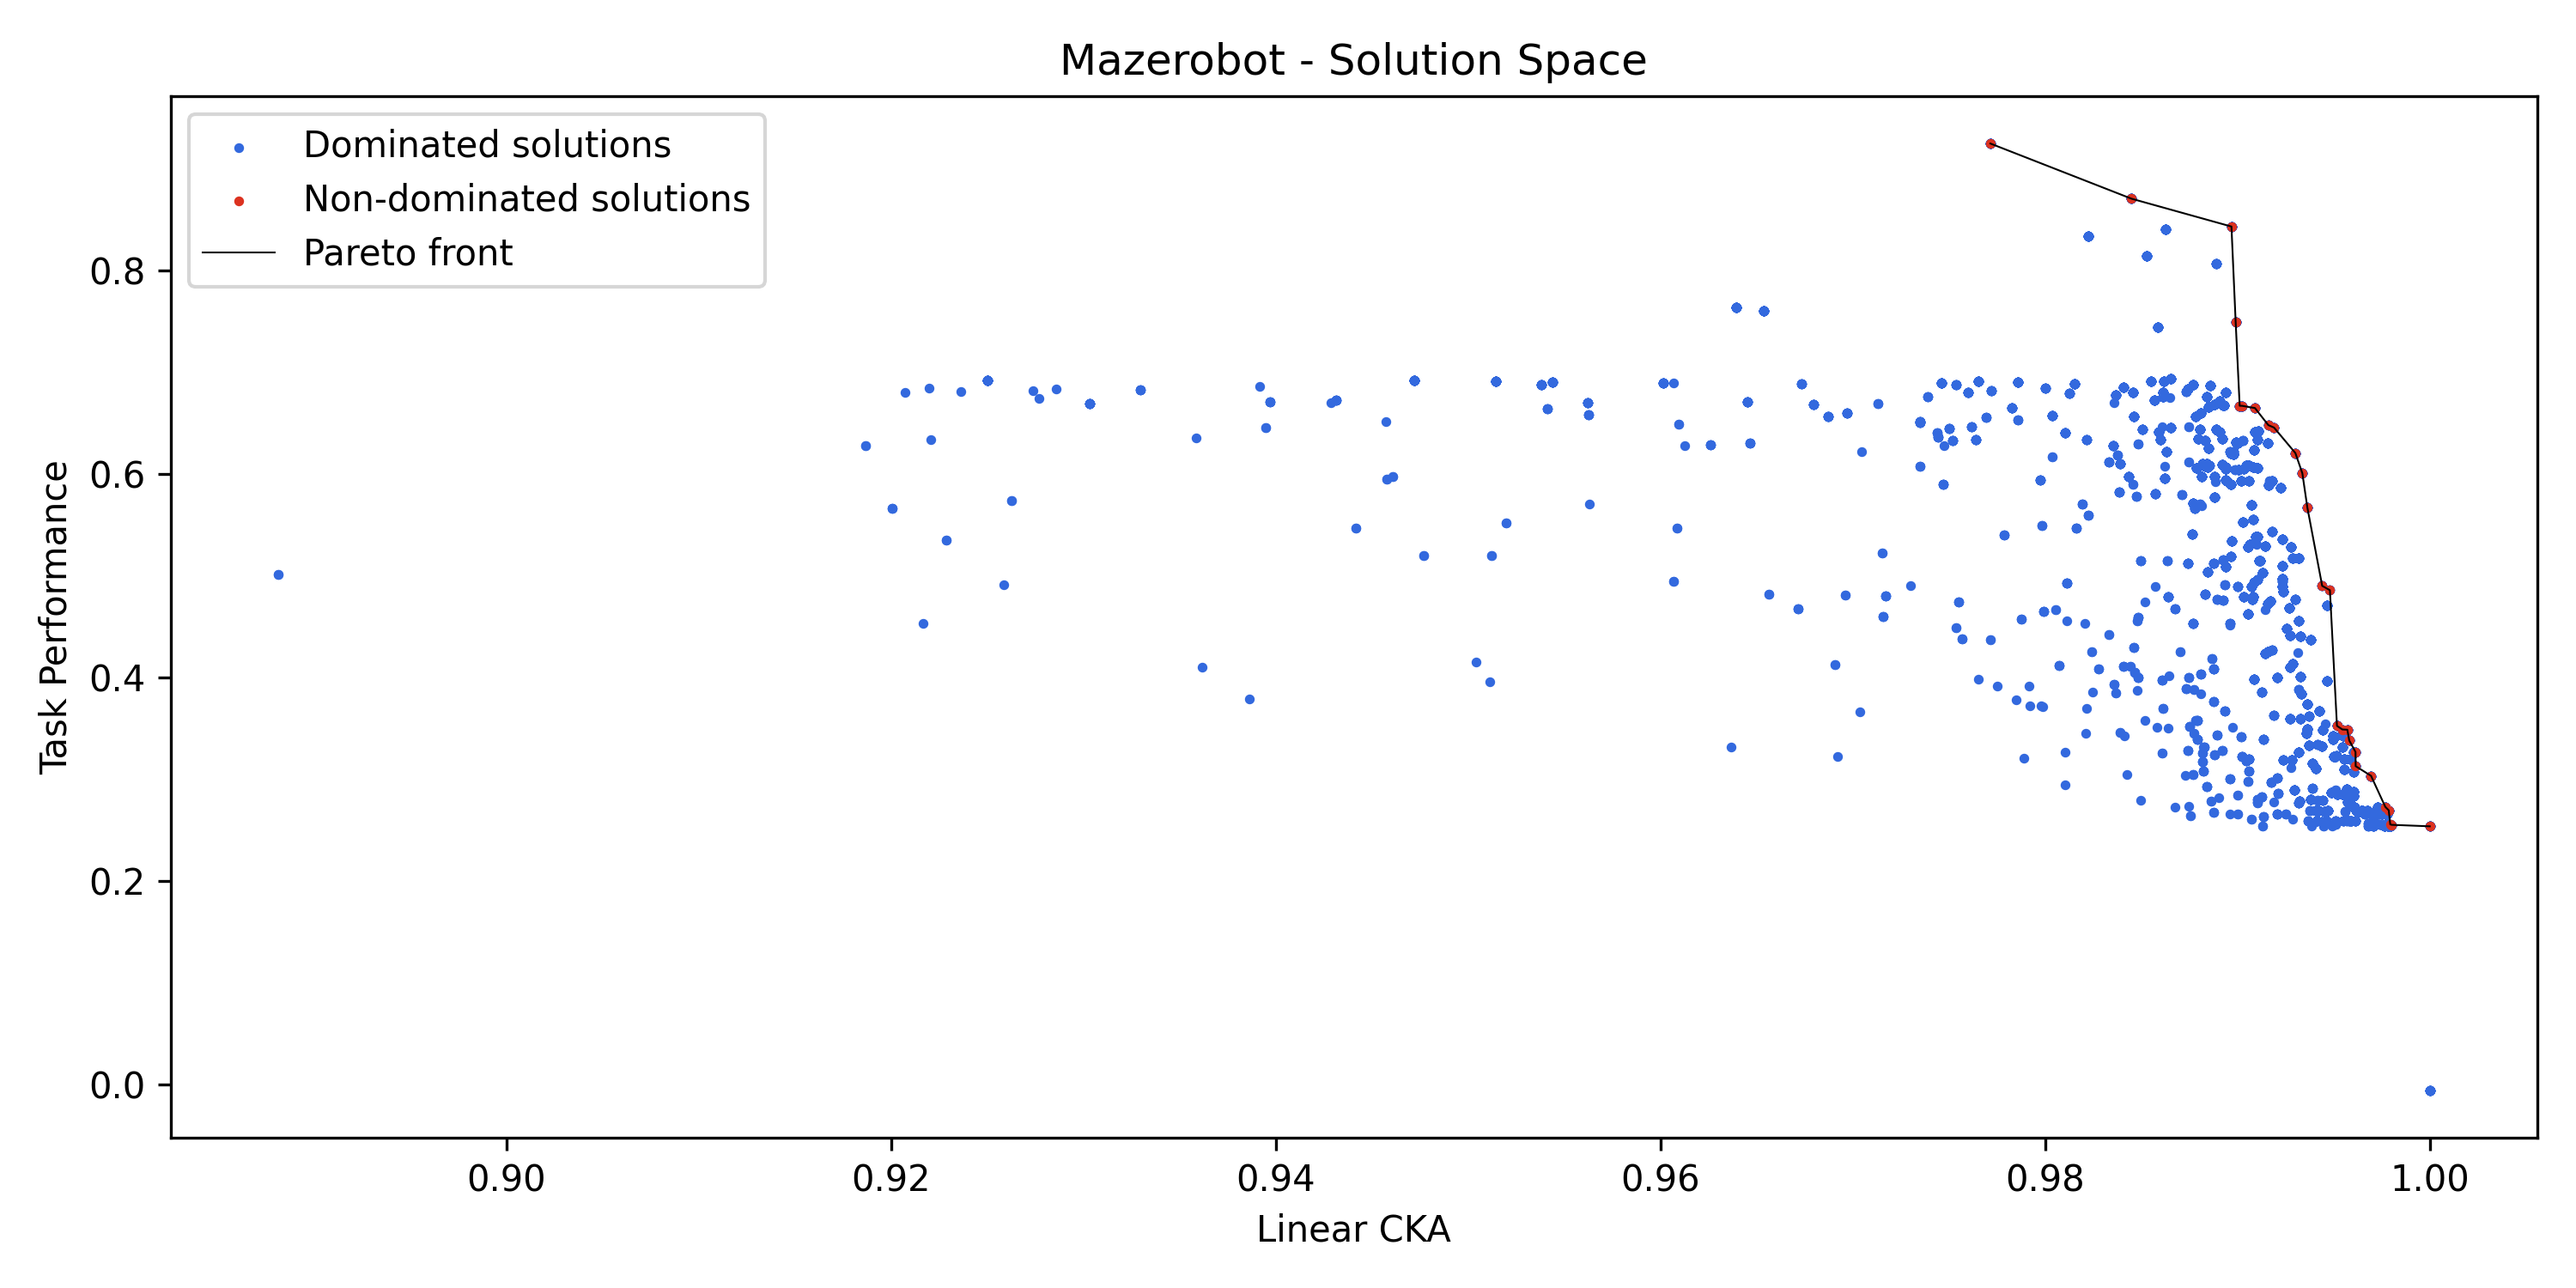 Mazerobot - Solution Space
Dominated solutions
Non-dominated solutions
Pareto front
Task Performance
0.8
0.6
0.4
0.2
0.0
0.90 0.92 0.94 0.96 0.98 1.00
Linear CKA